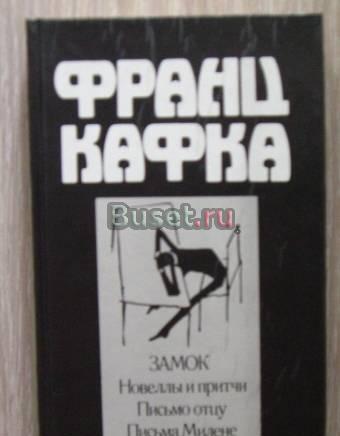 ФРАНЦ
КАФКА
Buset.ru
ЗАМОК
Новеллы и притчи
Письмо отцу
Письма Милене